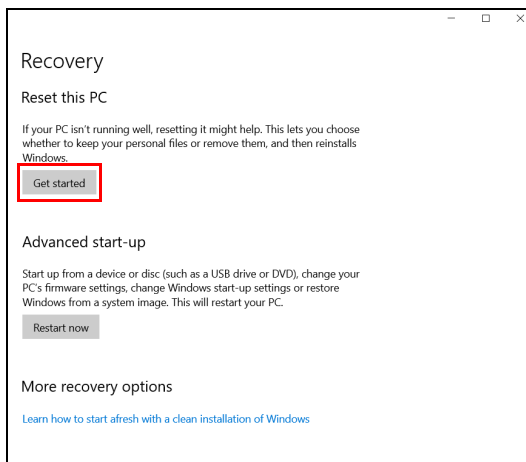 Recovery
Reset this PC
If your PC isn't running well, resetting it might help. This lets you choose
whether to keep your personal files or remove them, and then reinstalls
Windows.
Get started
Advanced start-up
Start up from a device or disc (such as a USB drive or DVD), change your
PC's firmware settings, change Windows start-up settings or restore
Windows from a system image. This will restart your PC.
Restart now
More recovery options
Learn how to start afresh with a clean installation of Windows